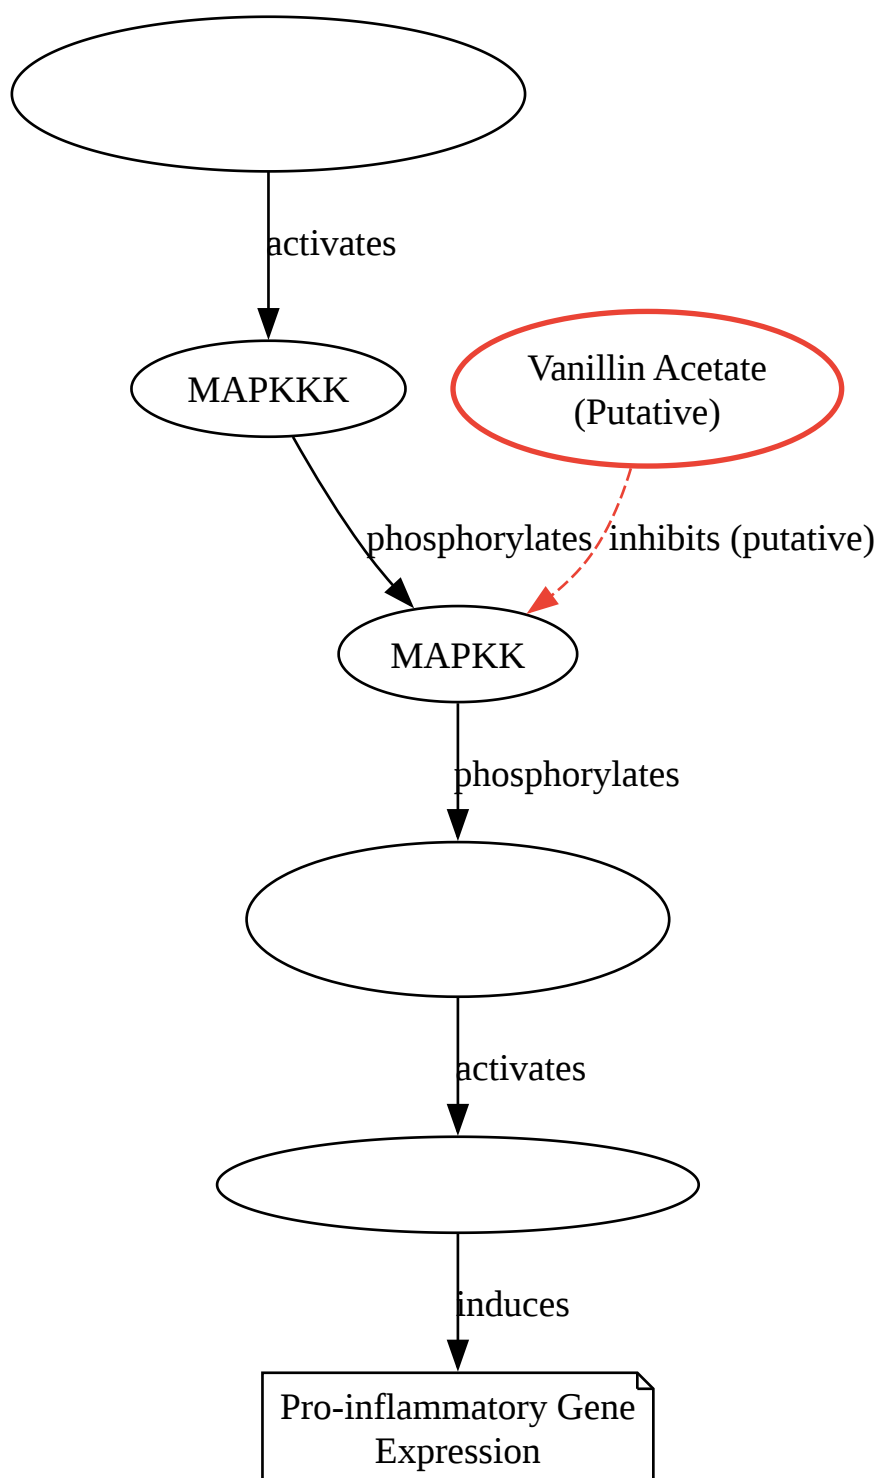 activates
MAPKKK
Vanillin Acetate
(Putative)
phosphorylates
inhibits (putative)
MAPKK
phosphorylates
activates
induces
Pro-inflammatory Gene
Expression